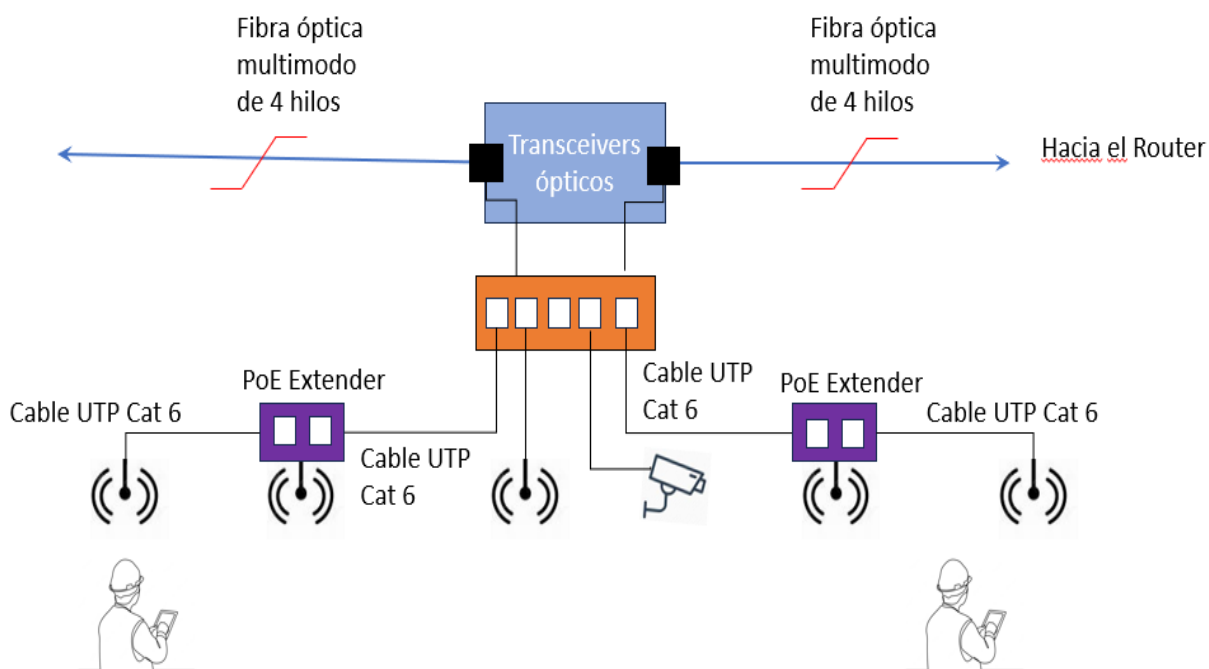 Fibra óptica
multimodo
de 4 hilos
Fibra óptica
multimodo
de 4 hilos
Transceivers
ópticos
Hacia el Router
Cable UTP Cat 6
PoE Extender
Cable UTP
Cat 6
Cable UTP
Cat 6
PoE Extender
Cable UTP Cat 6